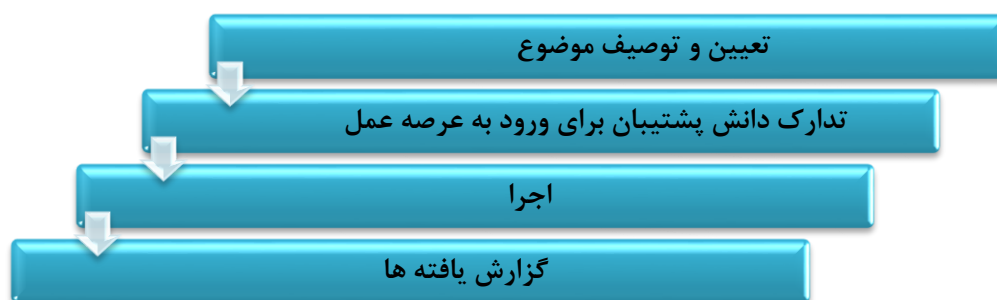 تعیین و توصیف موضوع
تدارک دانش پشتیبان برای ورود به عرصه عمل
اجرا
گزارش یافته ها